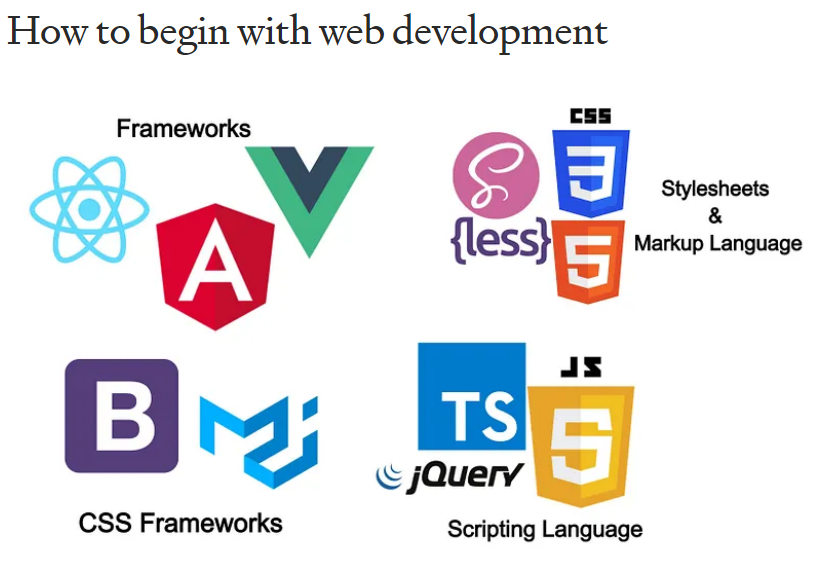 How to begin with web development
Frameworks
A
CSS
3
{less}
5
Stylesheets
&
Markup Language
B
CSS Frameworks
TS
JS
5
jQuery
Scripting Language